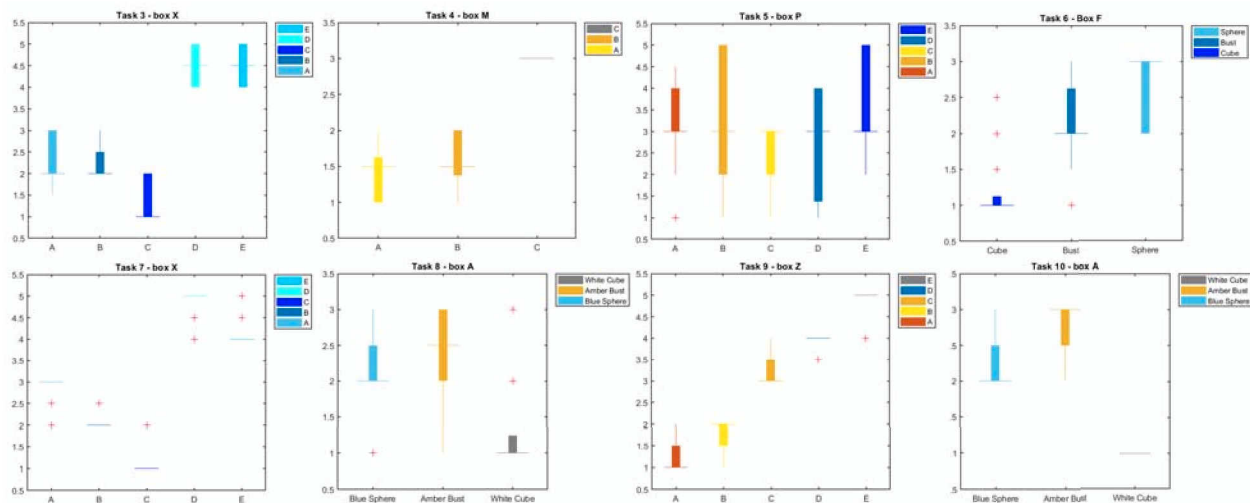 Task 3 - box X
5.5
5
4.5
4
3.5
3
2.5
2
1.5
1
0.5
A B C D E
E
D
C
B
A
Task 4 - box M
3.5
3
2.5
2
1.5
1
0.5
A B C
C
B
A
Task 5 - box P
5.5
5
4.5
4
3.5
3
2.5
2
1.5
1
0.5
A B C D E
E
D
C
B
A
Task 6 - Box F
3.5
3
2.5
2
1.5
1
0.5
Cube Bust Sphere
Sphere
Bust
Cube
Task 7 - box X
5.5
5
4.5
4
3.5
3
2.5
2
1.5
1
0.5
A B C D E
E
D
C
B
A
Task 8 - box A
3.5
3
2.5
2
1.5
1
0.5
Blue Sphere Amber Bust White Cube
White Cube
Amber Bust
Blue Sphere
Task 9 - box Z
5.5
5
4.5
4
3.5
3
2.5
2
1.5
1
0.5
A B C D E
E
D
C
B
A
Task 10 - box A
.5
3
.5
2
.5
1
.5
Blue Sphere Amber Bust White Cube
White Cube
Amber Bust
Blue Sphere